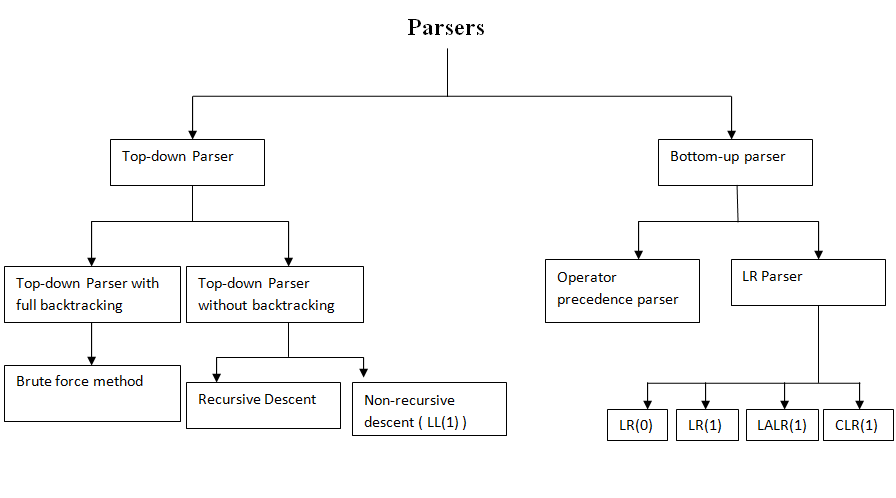 Parsers
Top-down Parser
Bottom-up parser
Top-down Parser with
full backtracking
Top-down Parser
without backtracking
Operator
precedence parser
LR Parser
Brute force method
Recursive Descent
Non-recursive
descent ( LL(1) )
LR(0)
LR(1)
LALR(1)
CLR(1)